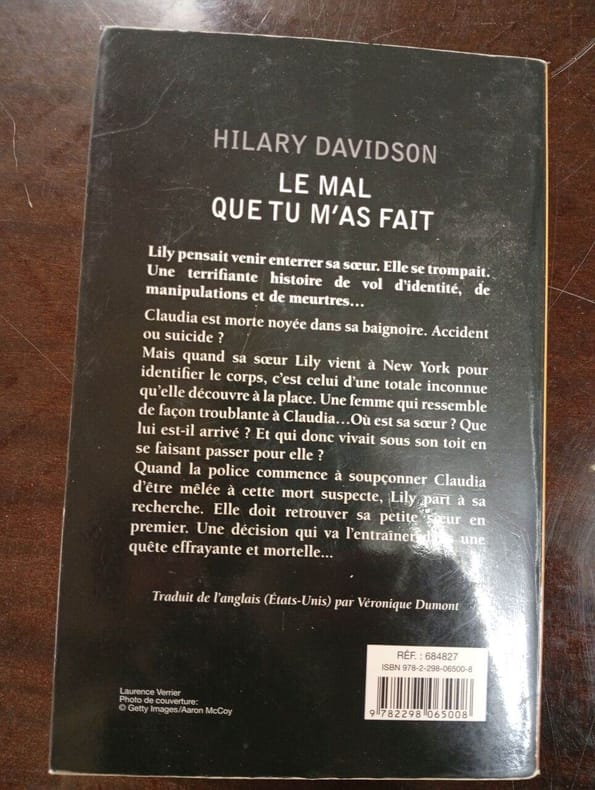 HILARY DAVIDSON
LE MAL
QUE TU M'AS FAIT
Lily pensait venir enterrer sa sœur. Elle se trompait.
Une terrifiante histoire de vol d'identité, de
manipulations et de meurtres...
Claudia est morte noyée dans sa baignoire. Accident
ou suicide ?
Mais quand sa sœur Lily vient à New York pour
identifier le corps, c'est celui d'une totale inconnue
qu'elle découvre à la place. Une femme qui ressemble
de façon troublante à Claudia...Où est sa sœur ? Que
lui est-il arrivé ? Et qui donc vivait sous son toit en
se faisant passer pour elle ?
Quand la police commence à soupçonner Claudia
d'être mêlée à cette mort suspecte, Lily part à sa
recherche. Elle doit retrouver sa petite sœur en
premier. Une décision qui va l'entraîner dans une
quête effrayante et mortelle...
Traduit de l'anglais (États-Unis) par Véronique Dumont
RÉF. : 684827
ISBN 978-2-298-06500-8
9 782298 065008
Laurence Verrier
Photo de couverture:
© Getty Images/Aaron McCoy